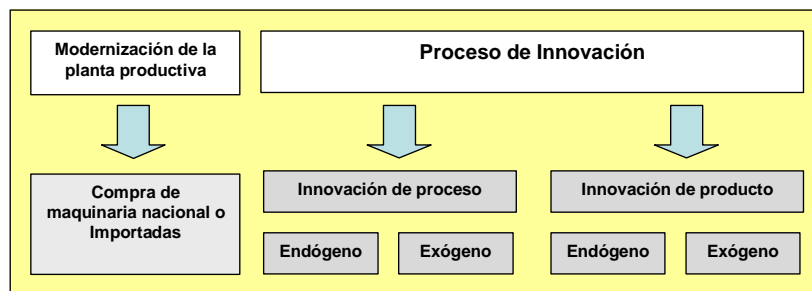 Modernización de la
planta productiva
Proceso de Innovación
Compra de
maquinaria nacional o
Importadas
Innovación de proceso
Innovación de producto
Endógeno
Exógeno
Endógeno
Exógeno